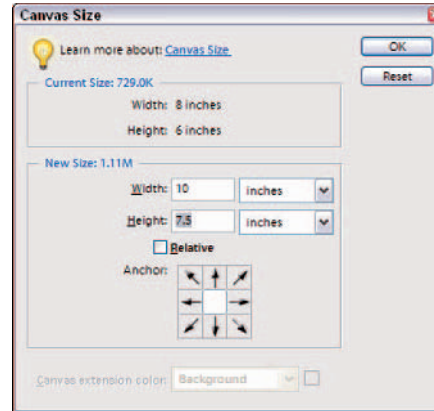 Canvas Size
Learn more about: Canvas Size
OK
Reset
Current Size: 729.0K
Width: 8 inches
Height: 6 inches
New Size: 1.11M
Width: 10 inches
Height: 7.5 inches
Relative
Anchor:
Canvas extension color: Background